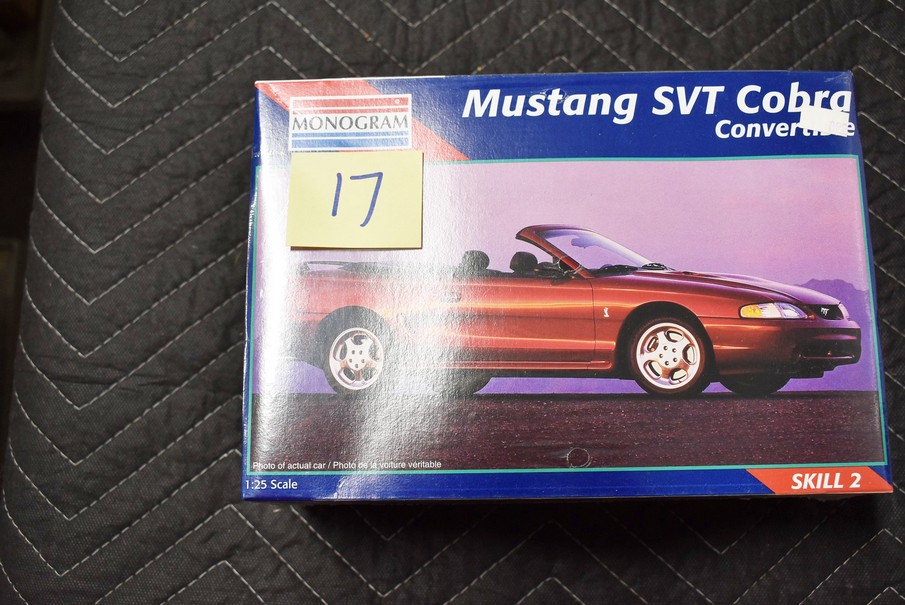 Mustang SVT Cobra
Convertible
MONOGRAM
17
Photo of actual car / Photo de la voiture véritable
1:25 Scale
SKILL 2